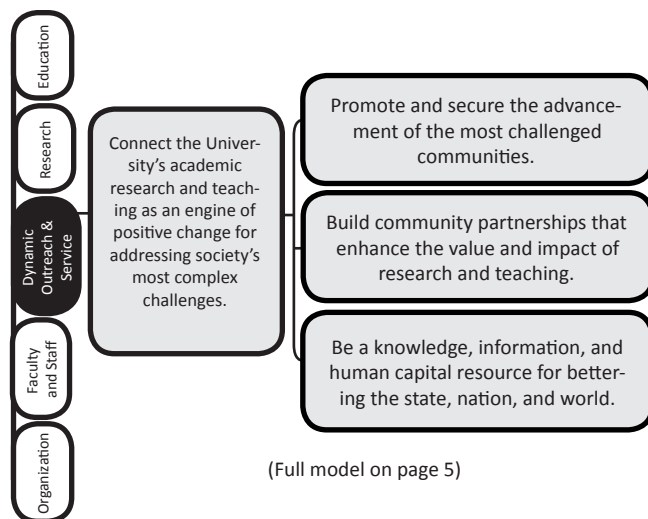 Education
Research
Dynamic
Outreach &
Service
Faculty
and Staff
Organization
Connect the Univer-
sity’s academic
research and teach-
ing as an engine of
positive change for
addressing society’s
most complex
challenges.
Promote and secure the advance-
ment of the most challenged
communities.
Build community partnerships that
enhance the value and impact of
research and teaching.
Be a knowledge, information, and
human capital resource for better-
ing the state, nation, and world.
(Full model on page 5)